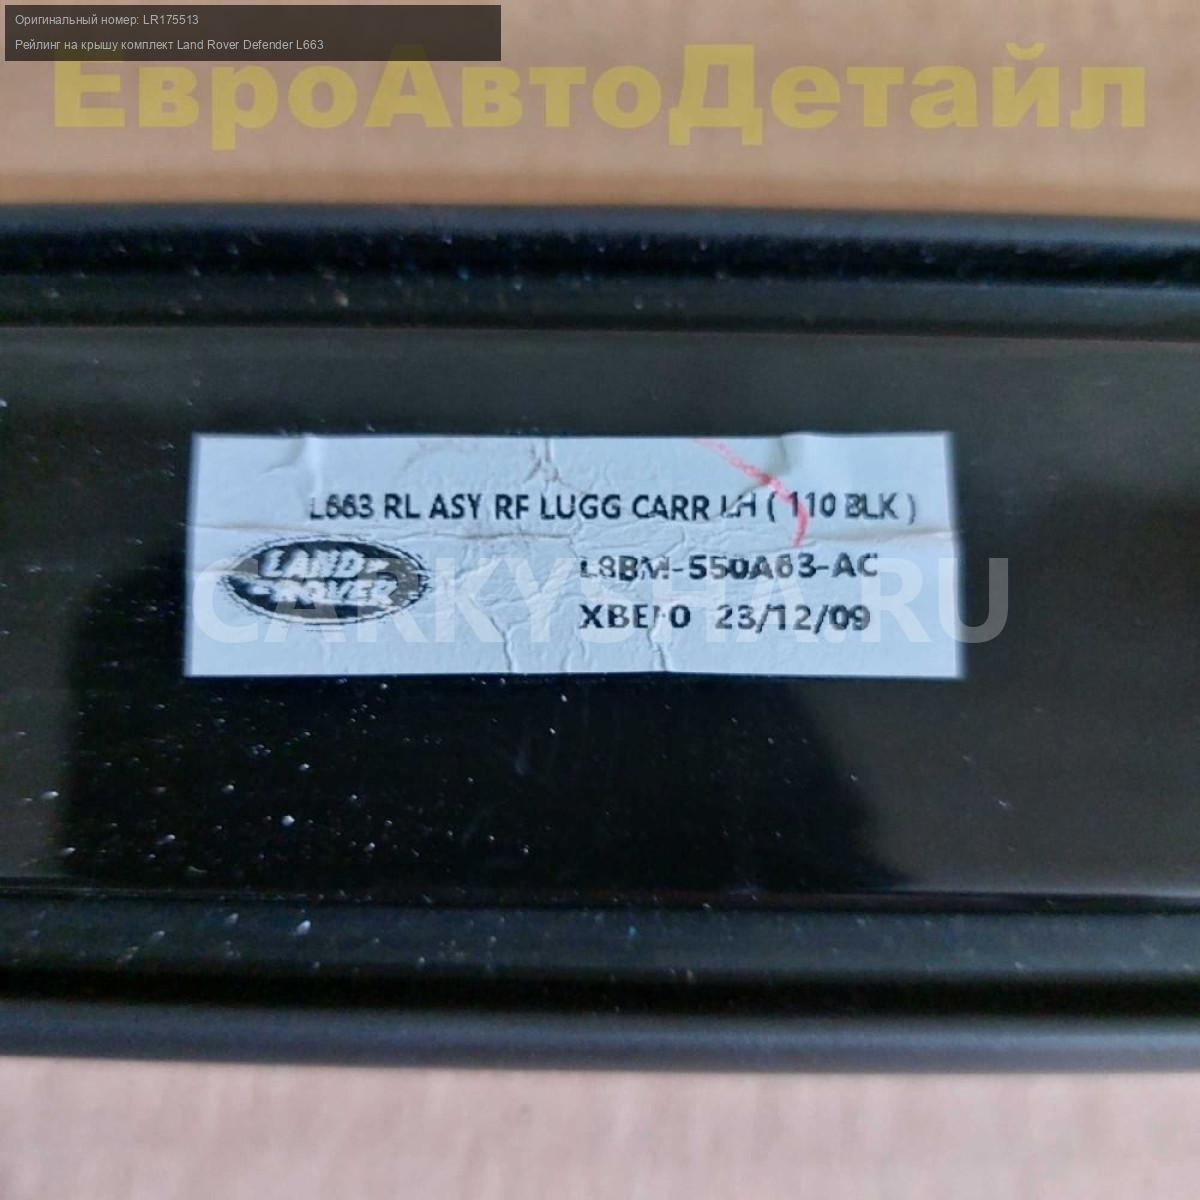 Оригинальный номер: LR175513
Рейлинг на крышу комплект Land Rover Defender L663
ЕвроАвтоДетайл
L663 RL ASY RF LUGG CARR LH ( 110 BLK )
LAND
ROVER
L8BM-550A63-AC
23/12/09
CARKYSHA.RU